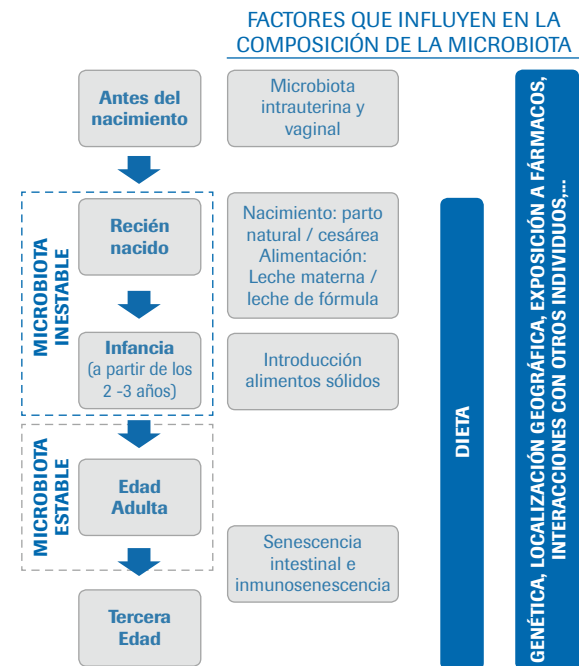 FACTORES QUE INFLUYEN EN LA
COMPOSICIÓN DE LA MICROBIOTA
Antes del
nacimiento
Microbiota
intrauterina y
vaginal
MICROBIOTA
INESTABLE
Recién
nacido
Nacimiento: parto
natural / cesárea
Alimentación:
Leche materna /
leche de fórmula
Infancia
(a partir de los
2 -3 años)
Introducción
alimentos sólidos
MICROBIOTA
ESTABLE
Edad
Adulta
Senescencia
intestinal e
inmunosenescencia
Tercera
Edad
DIETA
GENÉTICA, LOCALIZACIÓN GEOGRÁFICA, EXPOSICIÓN A FÁRMACOS,
INTERACCIONES CON OTROS INDIVIDUOS,...